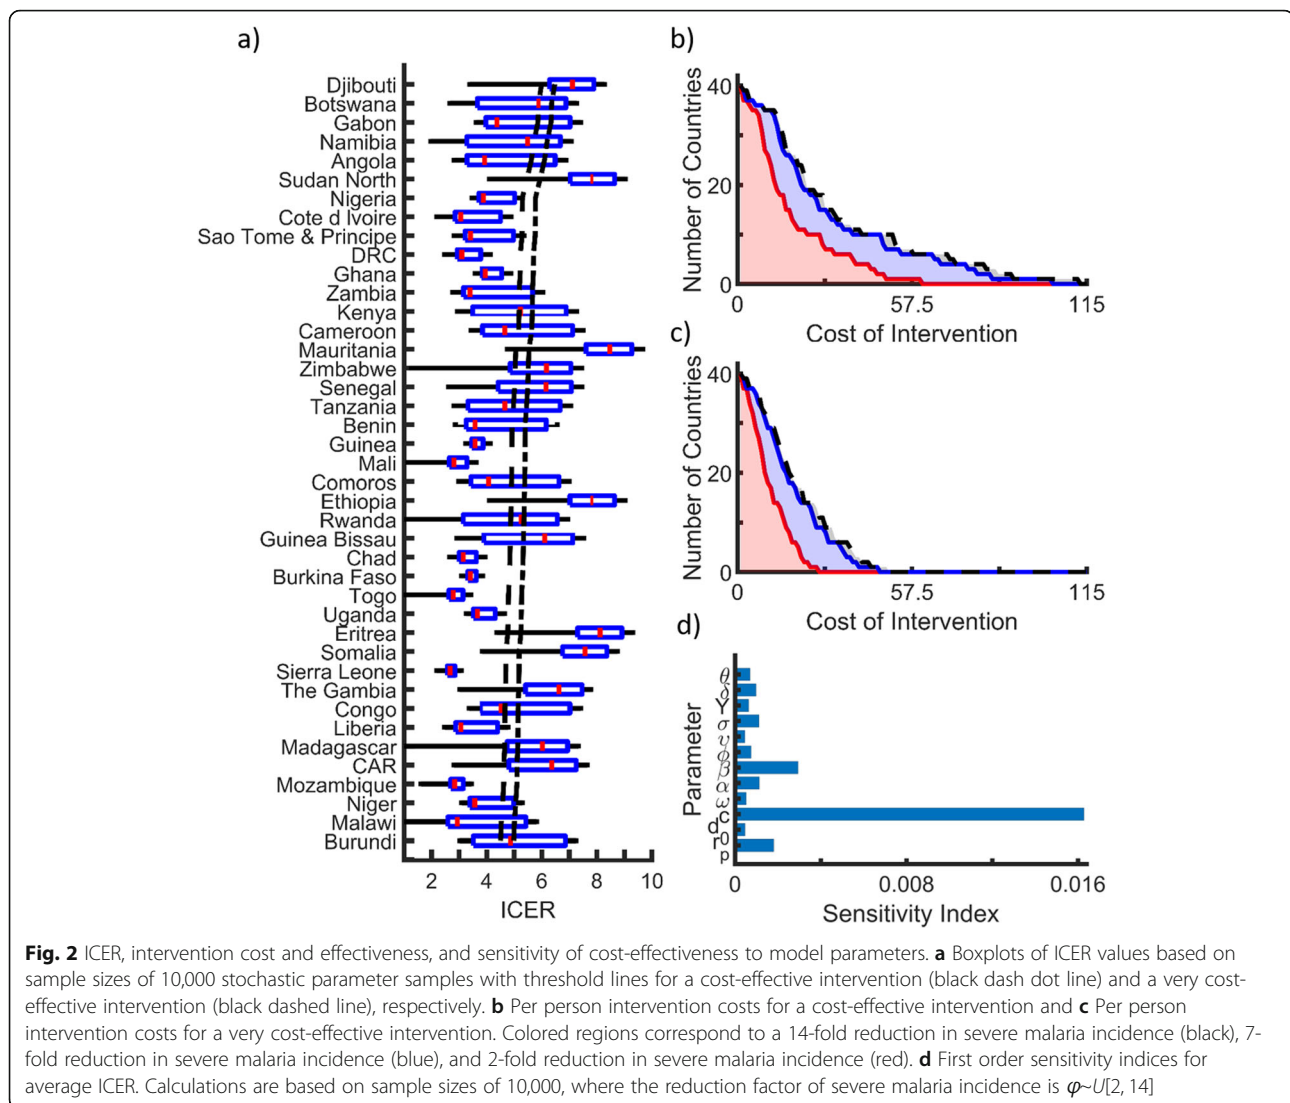 a)
Djibouti
Botswana
Gabon
Namibia
Angola
Sudan North
Nigeria
Cote d Ivoire
Sao Tome & Principe
DRC
Ghana
Zambia
Kenya
Cameroon
Mauritania
Zimbabwe
Senegal
Tanzania
Benin
Guinea
Mali
Comoros
Ethiopia
Rwanda
Guinea Bissau
Chad
Burkina Faso
Togo
Uganda
Eritrea
Somalia
Sierra Leone
The Gambia
Congo
Liberia
Madagascar
CAR
Mozambique
Niger
Malawi
Burundi
2 4 6 8 10
ICER
b)
Number of Countries
40
20
0
0 57.5 115
Cost of Intervention
c)
Number of Countries
40
20
0
0 57.5 115
Cost of Intervention
d)
Parameter
θ
δ
γ
σ
υ
ϕ
β
α
ω
c
d
r0
p
0 0.008 0.016
Sensitivity Index
Fig. 2 ICER, intervention cost and effectiveness, and sensitivity of cost-effectiveness to model parameters. a Boxplots of ICER values based on
sample sizes of 10,000 stochastic parameter samples with threshold lines for a cost-effective intervention (black dash dot line) and a very cost-
effective intervention (black dashed line), respectively. b Per person intervention costs for a cost-effective intervention and c Per person
intervention costs for a very cost-effective intervention. Colored regions correspond to a 14-fold reduction in severe malaria incidence (black), 7-
fold reduction in severe malaria incidence (blue), and 2-fold reduction in severe malaria incidence (red). d First order sensitivity indices for
average ICER. Calculations are based on sample sizes of 10,000, where the reduction factor of severe malaria incidence is φ~U[2, 14]